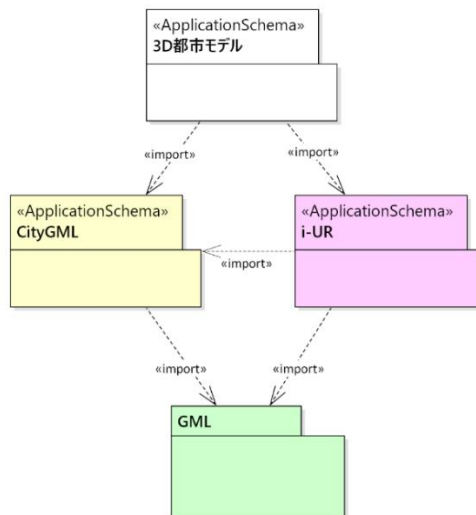 «ApplicationSchema»
3D都市モデル
«import»
«import»
«ApplicationSchema»
CityGML
«ApplicationSchema»
i-UR
«import»
«import»
«import»
GML